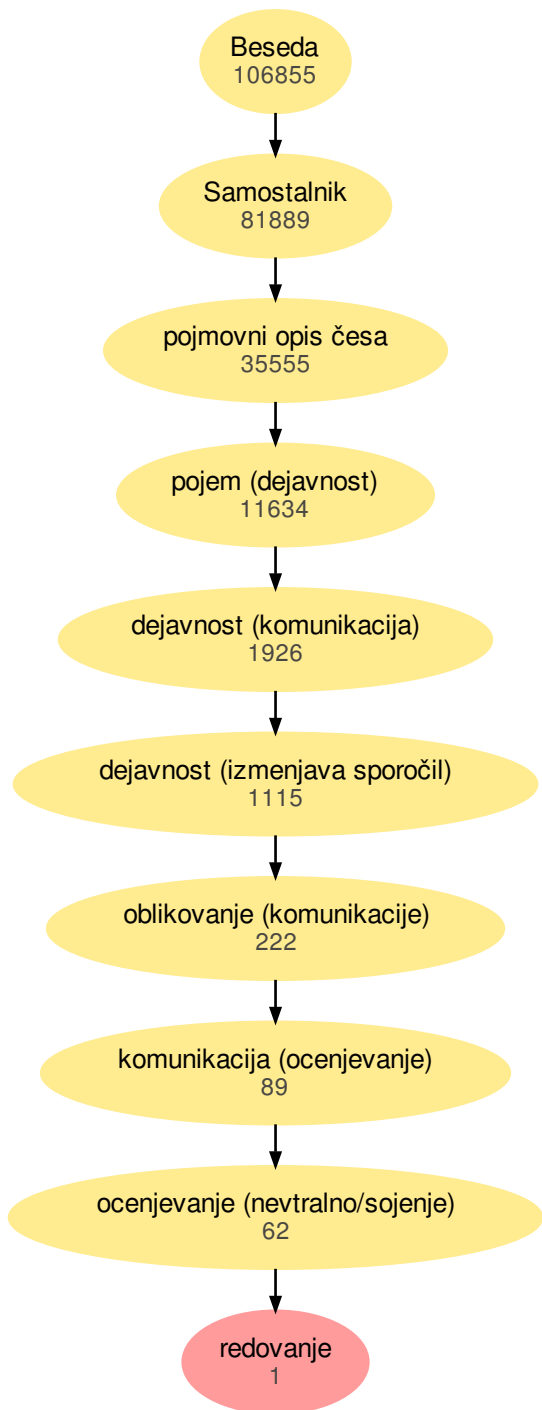 Beseda
106855
Samostalnik
81889
pojmovni opis česa
35555
pojem (dejavnost)
11634
dejavnost (komunikacija)
1926
dejavnost (izmenjava sporočil)
1115
oblikovanje (komunikacije)
222
komunikacija (ocenjevanje)
89
ocenjevanje (nevtralno/sojenje)
62
redovanje
1